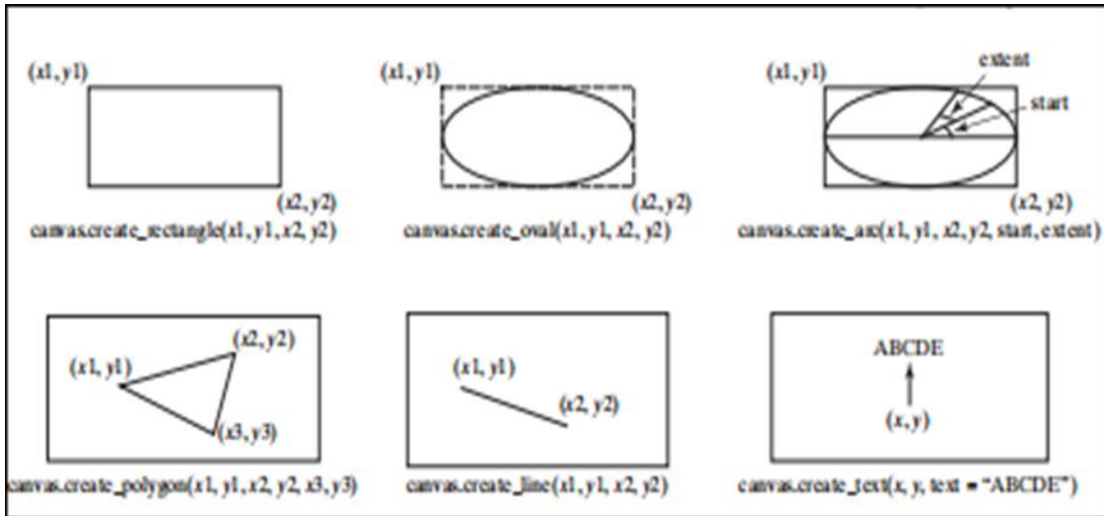 (x1,y1)
(x2,y2)
canvas.create_rectangle(x1,y1,x2,y2)
(x1,y1)
(x2,y2)
canvas.create_oval(x1,y1,x2,y2)
(x1,y1)
extent
start
(x2,y2)
canvas.create_arc(x1, y1, x2,y2, start,extent)
(x1, y1)
(x2, y2)
(x3, y3)
canvas.create_polygon(x1, y1, x2, y2, x3, y3)
(x1, y1)
(x2, y2)
canvas.create_line(x1, y1, x2, y2)
ABCDE
(x, y)
canvas.create_text(x, y, text = “ABCDE”)